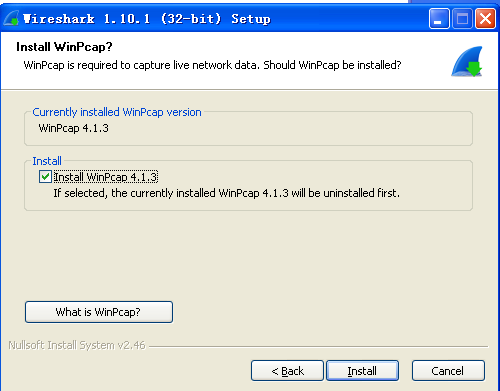 Wireshark 1.10.1 (32-bit) Setup
Install WinPcap?
WinPcap is required to capture live network data. Should WinPcap be installed?
Currently installed WinPcap version
WinPcap 4.1.3
Install
Install WinPcap 4.1.3
If selected, the currently installed WinPcap 4.1.3 will be uninstalled first.
What is WinPcap?
Nullsoft Install System v2.46
< Back
Install
Cancel